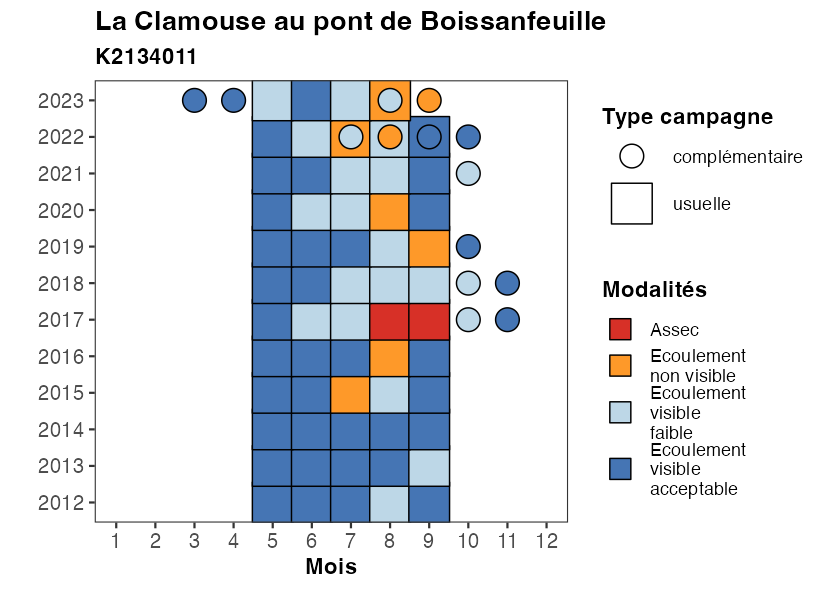 La Clamouse au pont de Boissanfeuille
K2134011
2023
2022
2021
2020
2019
2018
2017
2016
2015
2014
2013
2012
1 2 3 4 5 6 7 8 9 10 11 12
Mois
Type campagne
complémentaire
usuelle
Modalités
Assec
Ecoulement
non visible
Ecoulement
visible
faible
Ecoulement
visible
acceptable